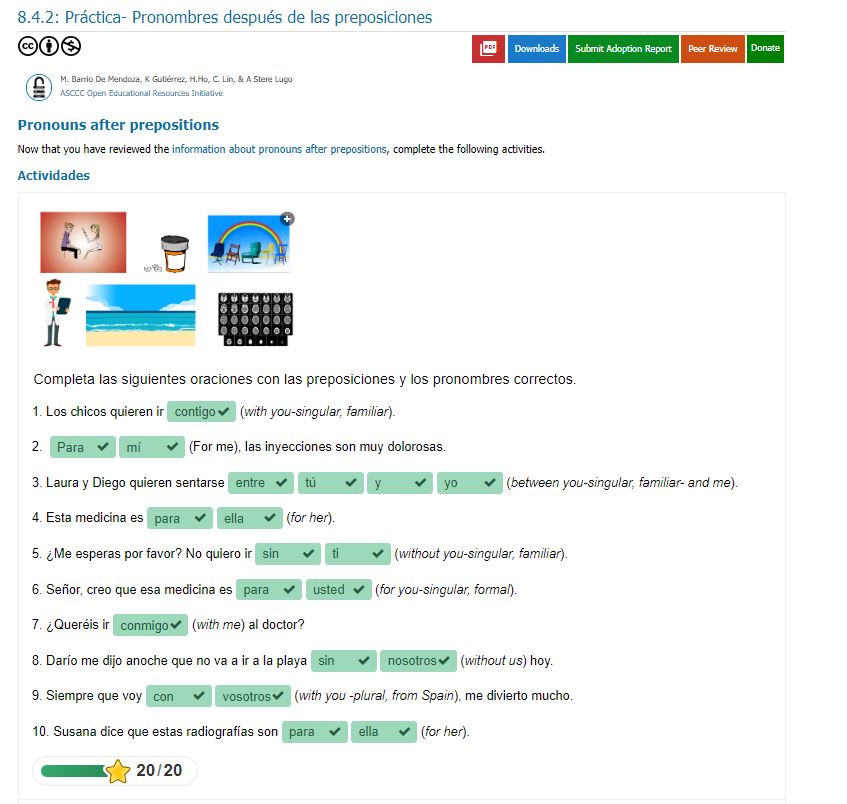 8.4.2: Práctica- Pronombres después de las preposiciones
cc
PDF
Downloads
Submit Adoption Report
Peer Review
Donate
M. Barrio De Mendoza, K Gutiérrez, H.Ho, C. Lin, & A Stere Lugo
ASCCC Open Educational Resources Initiative
Pronouns after prepositions
Now that you have reviewed the information about pronouns after prepositions, complete the following activities.
Actividades
Completa las siguientes oraciones con las preposiciones y los pronombres correctos.
1. Los chicos quieren ir contigo (with you-singular, familiar).
2. Para mí (For me), las inyecciones son muy dolorosas.
3. Laura y Diego quieren sentarse entre tú y yo (between you-singular, familiar- and me).
4. Esta medicina es para ella (for her).
5. ¿Me esperas por favor? No quiero ir sin ti (without you-singular, familiar).
6. Señor, creo que esa medicina es para usted (for you-singular, formal).
7. ¿Queréis ir conmigo (with me) al doctor?
8. Darío me dijo anoche que no va a ir a la playa sin nosotros (without us) hoy.
9. Siempre que voy con vosotros (with you -plural, from Spain), me divierto mucho.
10. Susana dice que estas radiografías son para ella (for her).
20/20